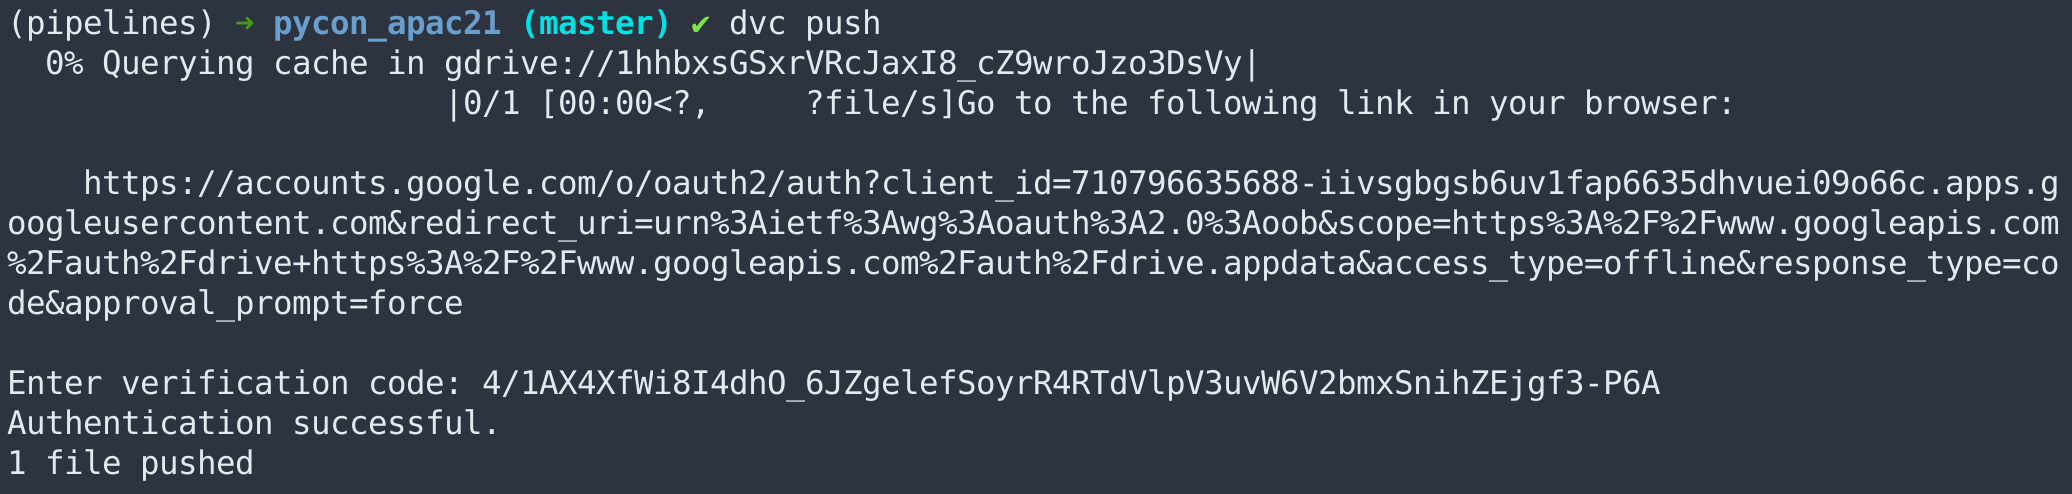 (pipelines) ➜ pycon_apac21 (master) ✔ dvc push
  0% Querying cache in gdrive://1hhbxsGSxrVRcJaxI8_cZ9wroJzo3DsVy|
                       |0/1 [00:00<?,     ?file/s]Go to the following link in your browser:

    https://accounts.google.com/o/oauth2/auth?client_id=710796635688-iivsgbgsb6uv1fap6635dhvuei09o66c.apps.g
oogleusercontent.com&redirect_uri=urn%3Aietf%3Awg%3Aoauth%3A2.0%3Aoob&scope=https%3A%2F%2Fwww.googleapis.com
%2Fauth%2Fdrive+https%3A%2F%2Fwww.googleapis.com%2Fauth%2Fdrive.appdata&access_type=offline&response_type=co
de&approval_prompt=force

Enter verification code: 4/1AX4XfWi8I4dhO_6JZgelefSoyrR4RTdVlpV3uvW6V2bmxSnihZEjgf3-P6A
Authentication successful.
1 file pushed